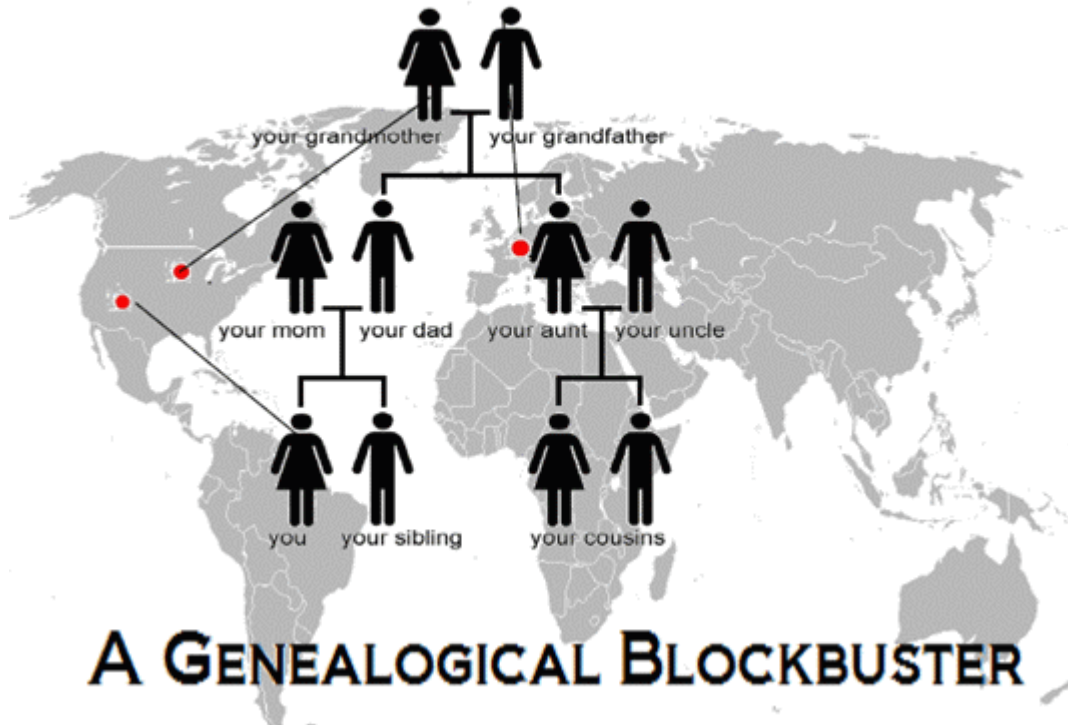 your grandmother your grandfather
your mom your dad your aunt your uncle
you your sibling your cousins
A GENEALOGICAL BLOCKBUSTER